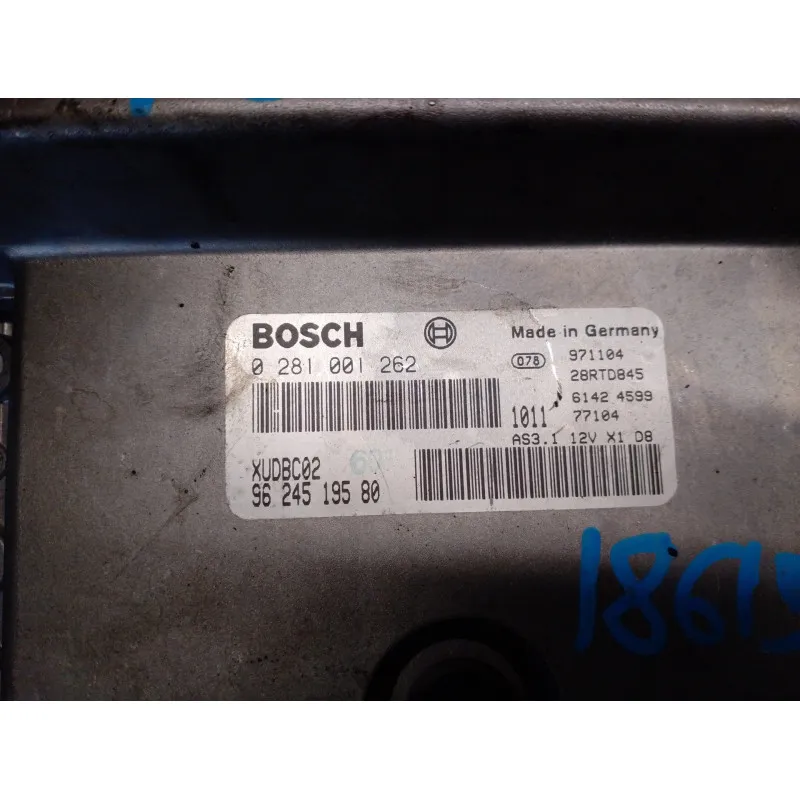 BOSCH
Made in Germany
0 281 001 262
078 971104
28RTD845
6142 4599
1011 77104
AS3.1 12V X1 D8
XUDBC02
96 245 195 80